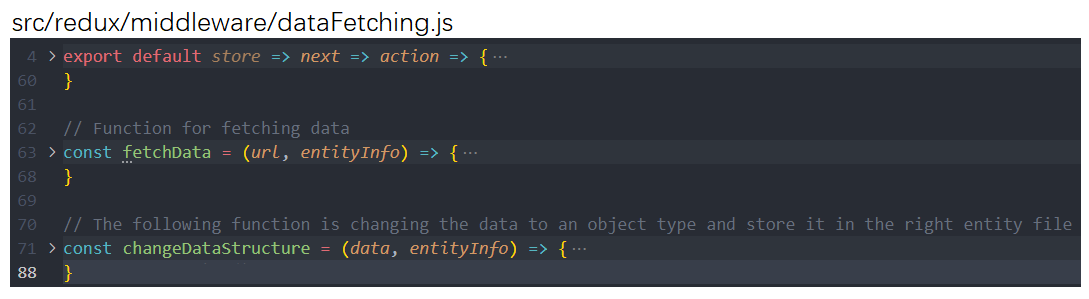 src/redux/middleware/dataFetching.js
4 > export default store => next => action => { ···
60 }
61
62 // Function for fetching data
63 > const fetchData = (url, entityInfo) => { ···
68 }
69
70 // The following function is changing the data to an object type and store it in the right entity file
71 > const changeDataStructure = (data, entityInfo) => { ···
88 }